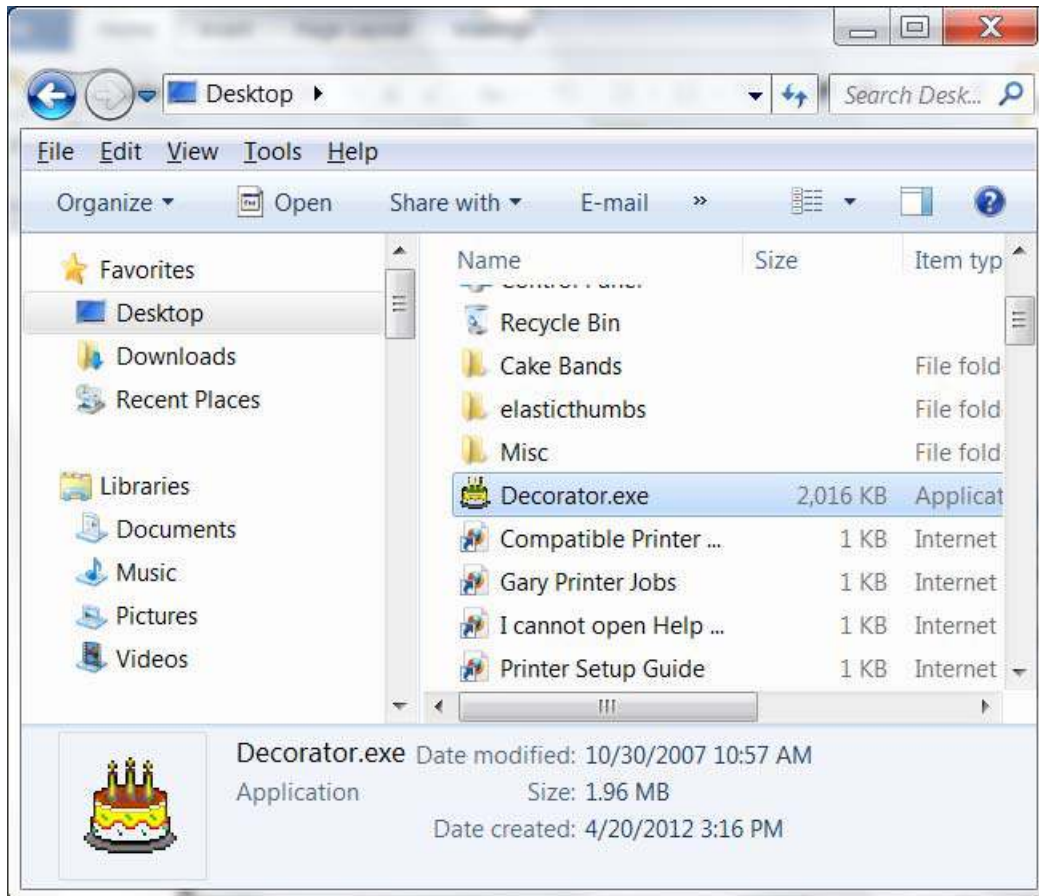 Desktop
Search Desk...
File Edit View Tools Help
Organize Open Share with E-mail »
Favorites
Desktop
Downloads
Recent Places
Libraries
Documents
Music
Pictures
Videos
Name Size Item typ
Control Panel
Recycle Bin
Cake Bands File fold
elasticthumbs File fold
Misc File fold
Decorator.exe 2,016 KB Applicat
Compatible Printer ... 1 KB Internet
Gary Printer Jobs 1 KB Internet
I cannot open Help ... 1 KB Internet
Printer Setup Guide 1 KB Internet
Decorator.exe Date modified: 10/30/2007 10:57 AM
Application Size: 1.96 MB
Date created: 4/20/2012 3:16 PM